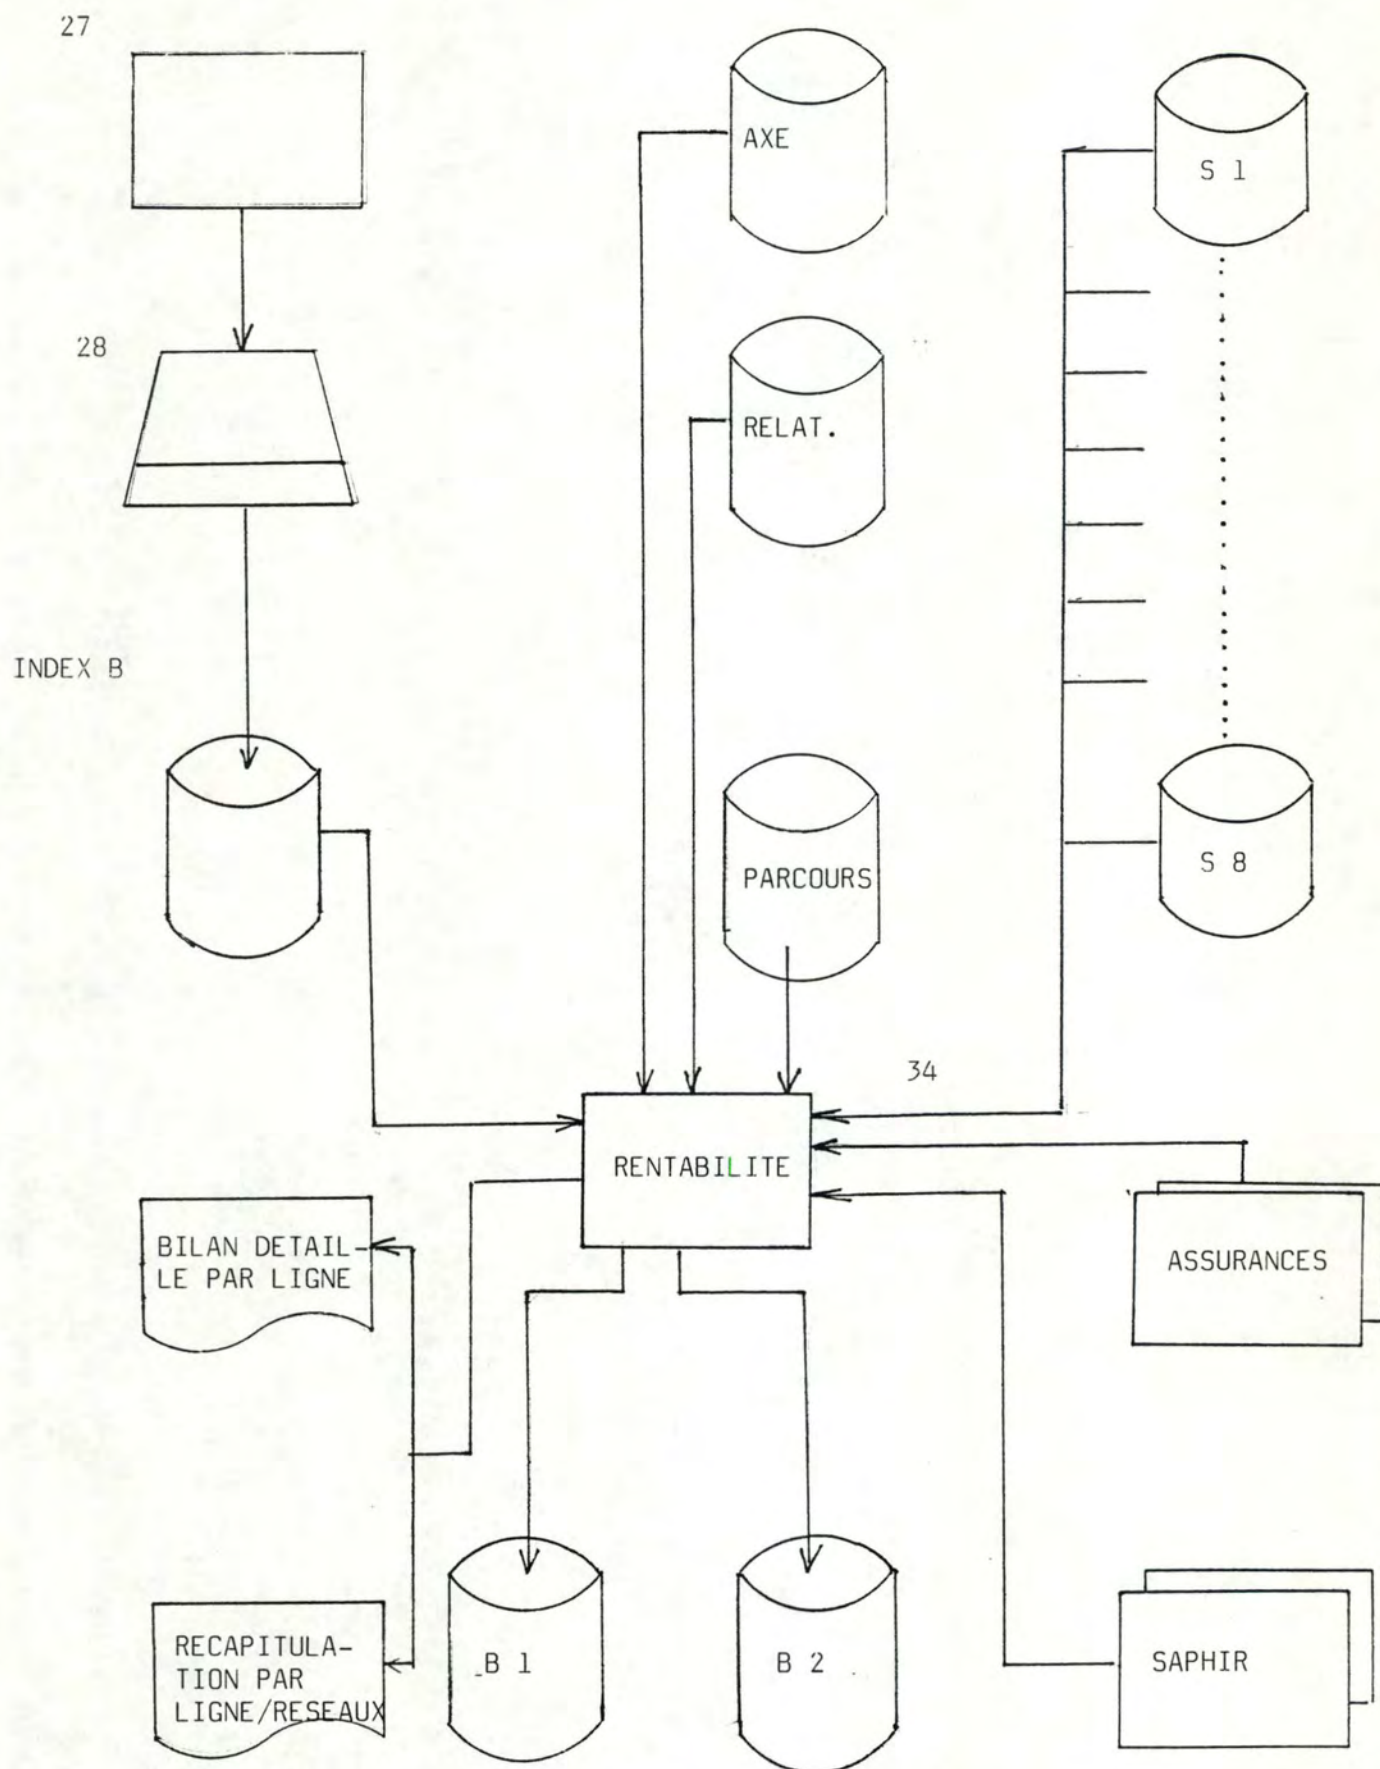 27
AXE
S 1
28
RELAT.
INDEX B
PARCOURS
S 8
34
RENTABILITE
BILAN DETAIL-
LE PAR LIGNE
ASSURANCES
RECAPITULA-
TION PAR
LIGNE/RESEAUX
B 1
B 2
SAPHIR